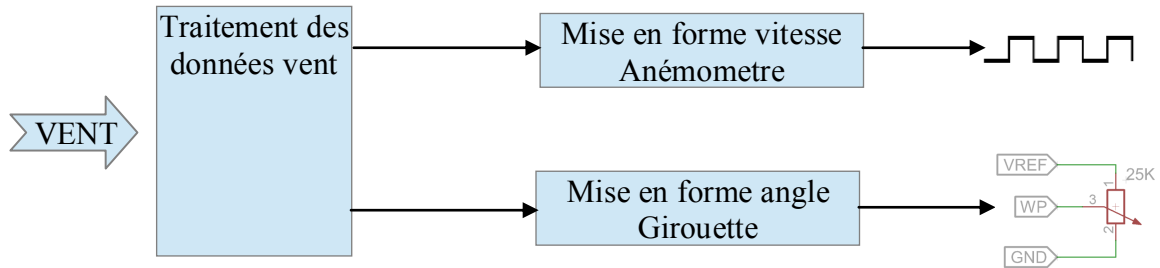 VENT
Traitement des
données vent
Mise en forme vitesse
Anémometre
Mise en forme angle
Girouette
VREF
WP
GND
1
25K
3
2